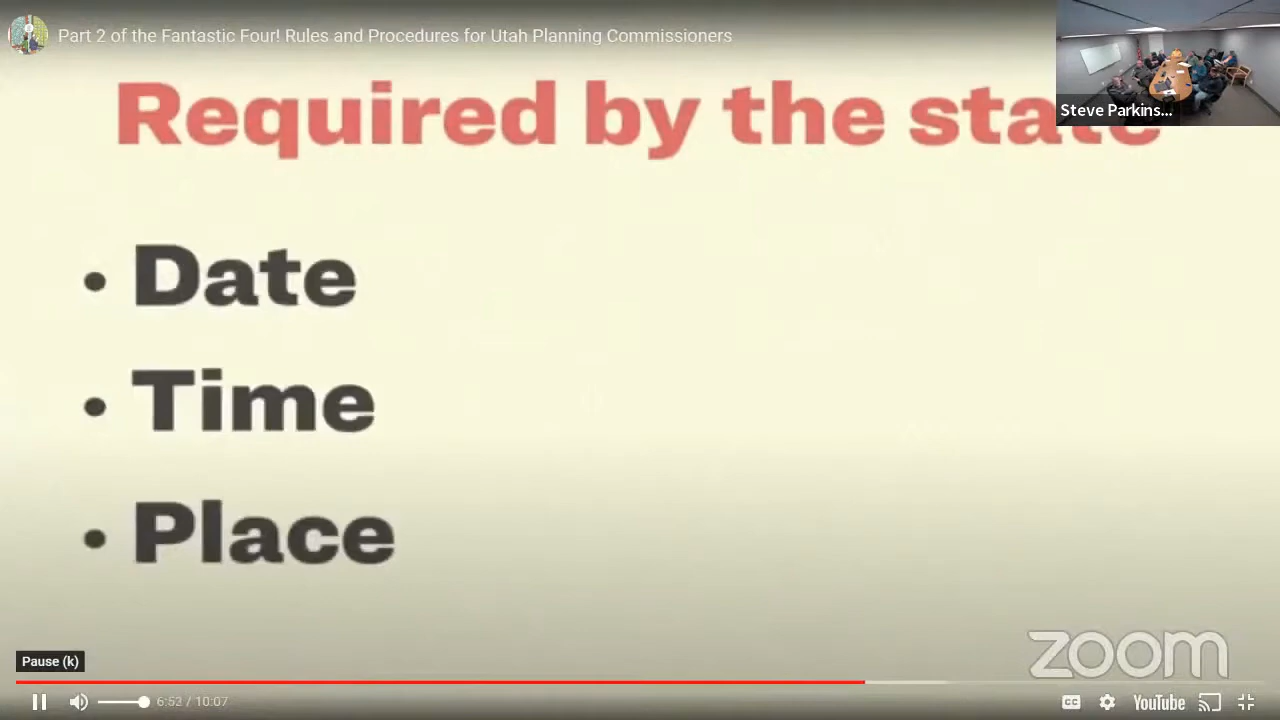 Part 2 of the Fantastic Four! Rules and Procedures for Utah Planning Commissioners
Steve Parkins...
Required by the state
• Date
• Time
• Place
zoom
Pause (k)
6:52 / 10:07
CC
YouTube